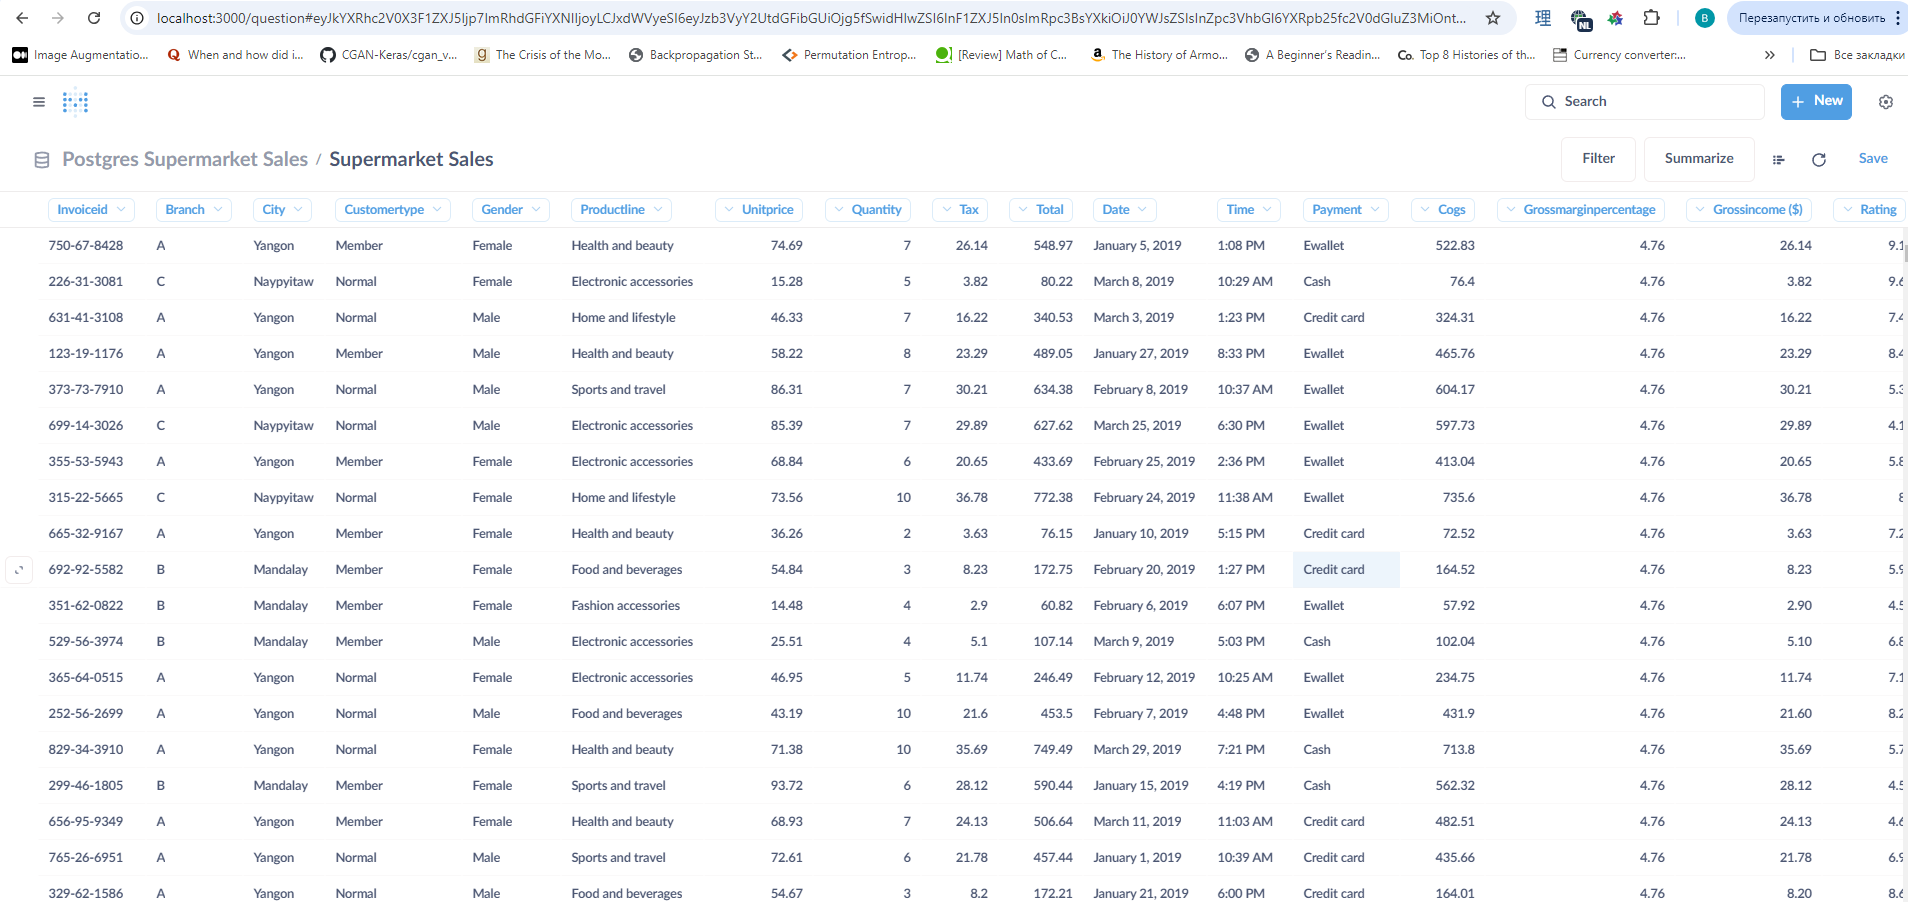 localhost:3000/question#eyJkYXRhc2V0X3F1ZXJ5Ijp7ImRhdGFiYXNlIjoyLCJxdWVyeSI6eyJzb3VyY2UtdGFibGUiOjg5fSwidHlwZSI6InF1ZXJ5In0sImRpc3BsYXkiOiJ0YWJsZSIsInZpc3VhbGl6YXRpb25fc2V0dGluZ3MiOnt... 理 NL B Перезапустить и обновить
Image Augmentatio... When and how did i... CGAN-Keras/cgan_v... The Crisis of the Mo... Backpropagation St... Permutation Entrop... [Review] Math of C... The History of Armo... A Beginner's Readin... Co. Top 8 Histories of th... Currency converter:... » Все закладки
Search + New
Postgres Supermarket Sales / Supermarket Sales Filter Summarize Save
Invoiceid Branch City Customertype Gender Productline Unitprice Quantity Tax Total Date Time Payment Cogs Grossmarginpercentage Grossincome ($) Rating
750-67-8428 A Yangon Member Female Health and beauty 74.69 7 26.14 548.97 January 5, 2019 1:08 PM Ewallet 522.83 4.76 26.14 9.1
226-31-3081 C Naypyitaw Normal Female Electronic accessories 15.28 5 3.82 80.22 March 8, 2019 10:29 AM Cash 76.4 4.76 3.82 9.6
631-41-3108 A Yangon Normal Male Home and lifestyle 46.33 7 16.22 340.53 March 3, 2019 1:23 PM Credit card 324.31 4.76 16.22 7.4
123-19-1176 A Yangon Member Male Health and beauty 58.22 8 23.29 489.05 January 27, 2019 8:33 PM Ewallet 465.76 4.76 23.29 8.4
373-73-7910 A Yangon Normal Male Sports and travel 86.31 7 30.21 634.38 February 8, 2019 10:37 AM Ewallet 604.17 4.76 30.21 5.3
699-14-3026 C Naypyitaw Normal Male Electronic accessories 85.39 7 29.89 627.62 March 25, 2019 6:30 PM Ewallet 597.73 4.76 29.89 4.1
355-53-5943 A Yangon Member Female Electronic accessories 68.84 6 20.65 433.69 February 25, 2019 2:36 PM Ewallet 413.04 4.76 20.65 5.8
315-22-5665 C Naypyitaw Normal Female Home and lifestyle 73.56 10 36.78 772.38 February 24, 2019 11:38 AM Ewallet 735.6 4.76 36.78 8
665-32-9167 A Yangon Member Female Health and beauty 36.26 2 3.63 76.15 January 10, 2019 5:15 PM Credit card 72.52 4.76 3.63 7.2
692-92-5582 B Mandalay Member Female Food and beverages 54.84 3 8.23 172.75 February 20, 2019 1:27 PM Credit card 164.52 4.76 8.23 5.9
351-62-0822 B Mandalay Member Female Fashion accessories 14.48 4 2.9 60.82 February 6, 2019 6:07 PM Ewallet 57.92 4.76 2.90 4.5
529-56-3974 B Mandalay Member Male Electronic accessories 25.51 4 5.1 107.14 March 9, 2019 5:03 PM Cash 102.04 4.76 5.10 6.8
365-64-0515 A Yangon Normal Female Electronic accessories 46.95 5 11.74 246.49 February 12, 2019 10:25 AM Ewallet 234.75 4.76 11.74 7.1
252-56-2699 A Yangon Normal Male Food and beverages 43.19 10 21.6 453.5 February 7, 2019 4:48 PM Ewallet 431.9 4.76 21.60 8.2
829-34-3910 A Yangon Normal Female Health and beauty 71.38 10 35.69 749.49 March 29, 2019 7:21 PM Cash 713.8 4.76 35.69 5.7
299-46-1805 B Mandalay Member Female Sports and travel 93.72 6 28.12 590.44 January 15, 2019 4:19 PM Cash 562.32 4.76 28.12 4.5
656-95-9349 A Yangon Member Female Health and beauty 68.93 7 24.13 506.64 March 11, 2019 11:03 AM Credit card 482.51 4.76 24.13 4.6
765-26-6951 A Yangon Normal Male Sports and travel 72.61 6 21.78 457.44 January 1, 2019 10:39 AM Credit card 435.66 4.76 21.78 6.9
329-62-1586 A Yangon Normal Male Food and beverages 54.67 3 8.2 172.21 January 21, 2019 6:00 PM Credit card 164.01 4.76 8.20 8.6